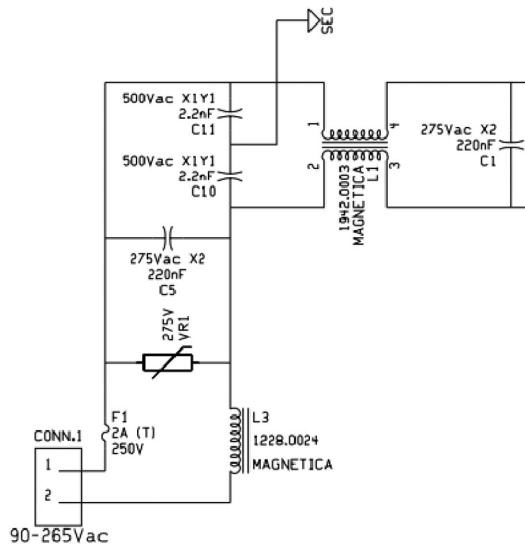 SEC
500Vac X1Y1
2.2nF
C11
500Vac X1Y1
2.2nF
C10
1
2
4
3
L1
1942.0003
MAGNETICA
275Vac X2
220nF
C1
275Vac X2
220nF
C5
275V
VR1
F1
2A (T)
250V
L3
1228.0024
MAGNETICA
CONN.1
1
2
90-265Vac